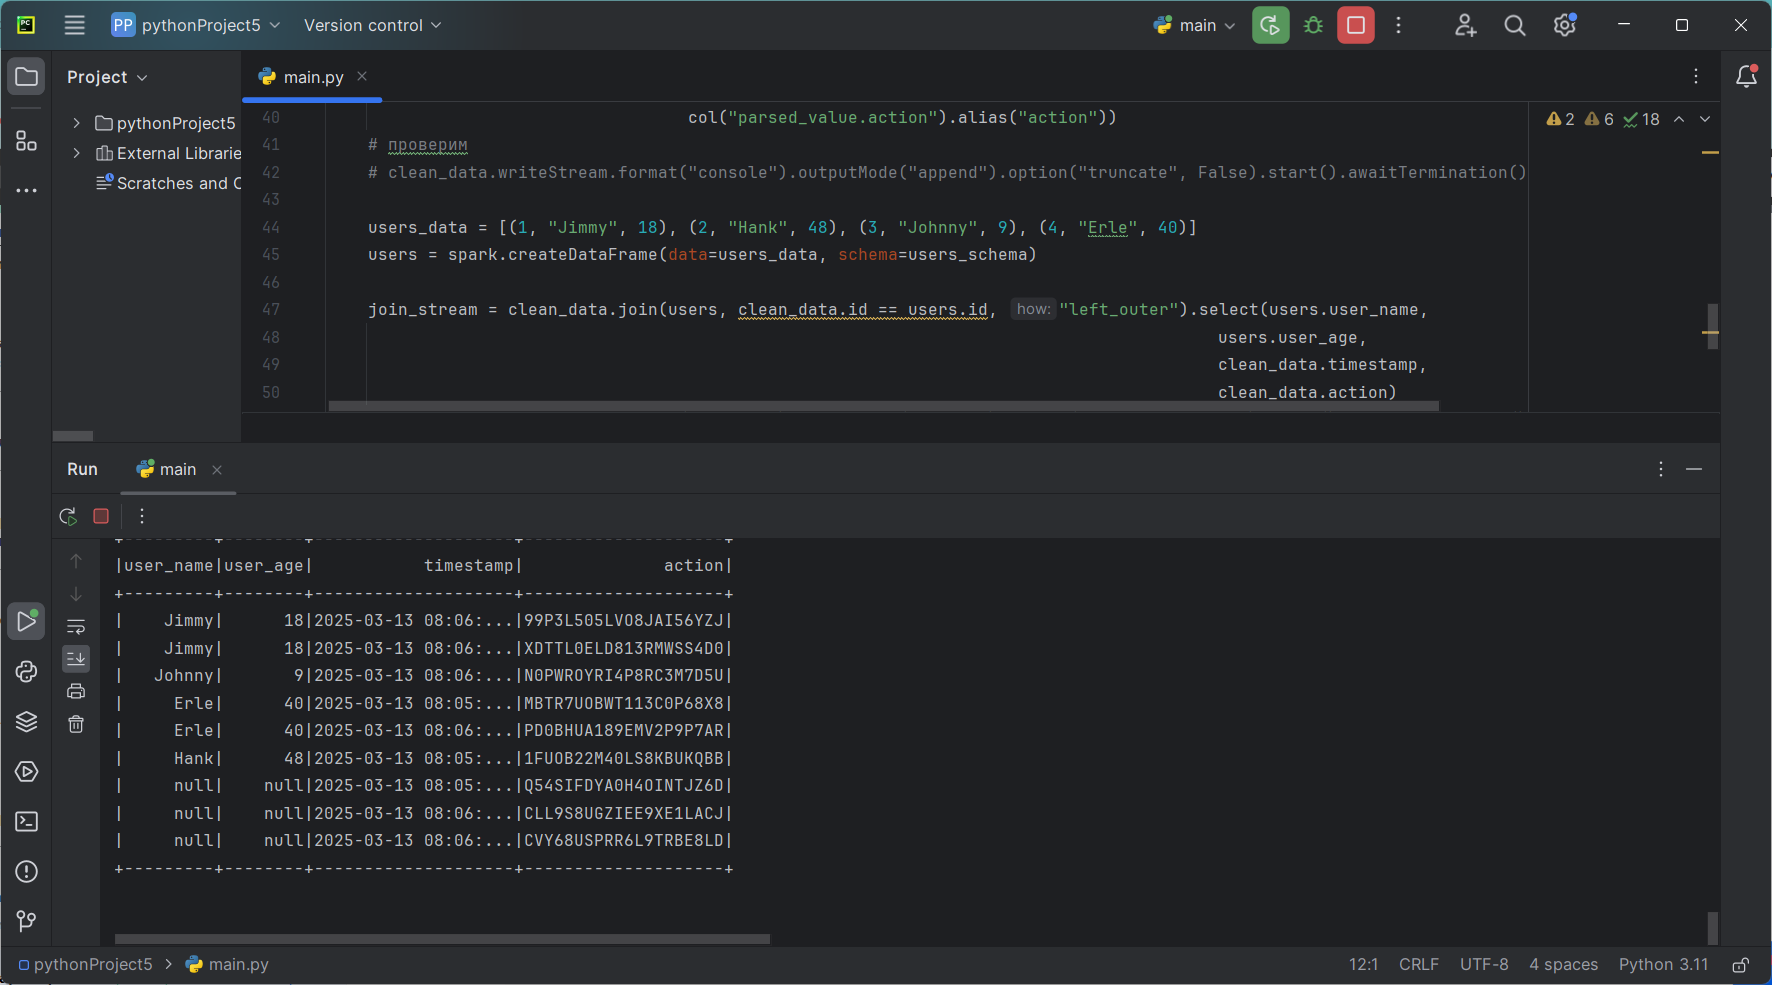 PP pythonProject5 Version control main
Project
main.py
pythonProject5
External Librarie
Scratches and C
2 6 18
40 col("parsed_value.action").alias("action"))
41 # проверим
42 # clean_data.writeStream.format("console").outputMode("append").option("truncate", False).start().awaitTermination()
43
44 users_data = [(1, "Jimmy", 18), (2, "Hank", 48), (3, "Johnny", 9), (4, "Erle", 40)]
45 users = spark.createDataFrame(data=users_data, schema=users_schema)
46
47 join_stream = clean_data.join(users, clean_data.id == users.id, how: "left_outer").select(users.user_name,
48 users.user_age,
49 clean_data.timestamp,
50 clean_data.action)
Run main
+---------+--------+--------------------+-------------------+
|user_name|user_age|           timestamp|              action|
+---------+--------+--------------------+--------------------+
|    Jimmy|      18|2025-03-13 08:06:...|99P3L505LVO8JAI56YZJ|
|    Jimmy|      18|2025-03-13 08:06:...|XDTTL0ELD813RMWSS4D0|
|   Johnny|       9|2025-03-13 08:06:...|N0PWROYRI4P8RC3M7D5U|
|     Erle|      40|2025-03-13 08:05:...|MBTR7UOBWT113C0P68X8|
|     Erle|      40|2025-03-13 08:06:...|PD0BHUA189EMV2P9P7AR|
|     Hank|      48|2025-03-13 08:05:...|1FUOB22M40LS8KBUKQBB|
|     null|    null|2025-03-13 08:05:...|Q54SIFDYA0H4OINTJZ6D|
|     null|    null|2025-03-13 08:06:...|CLL9S8UGZIEE9XE1LACJ|
|     null|    null|2025-03-13 08:06:...|CVY68USPRR6L9TRBE8LD|
+---------+--------+--------------------+--------------------+
pythonProject5 > main.py 12:1 CRLF UTF-8 4 spaces Python 3.11